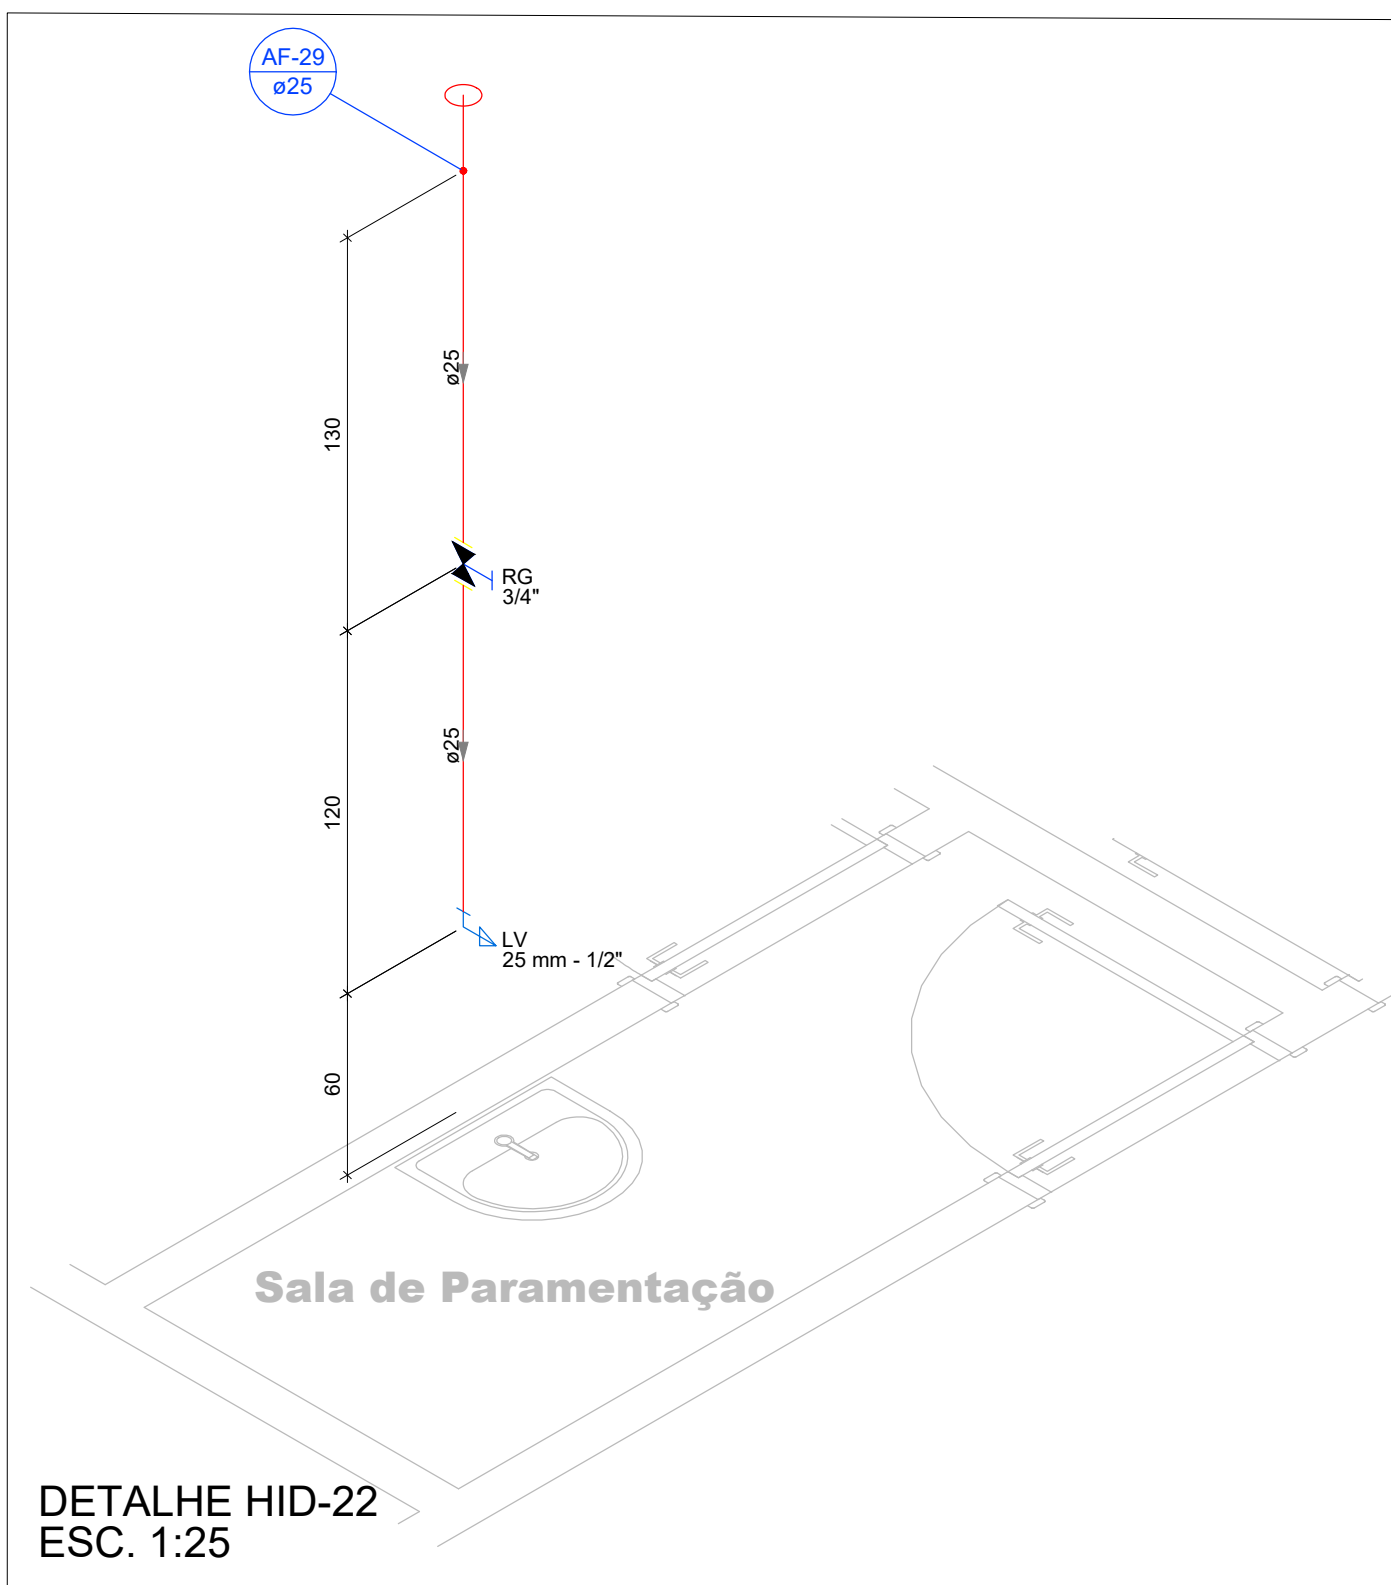 AF-29
ø25
ø25
130
RG
3/4"
ø25
120
LV
25 mm - 1/2"
60
Sala de Paramentação
DETALHE HID-22
ESC. 1:25